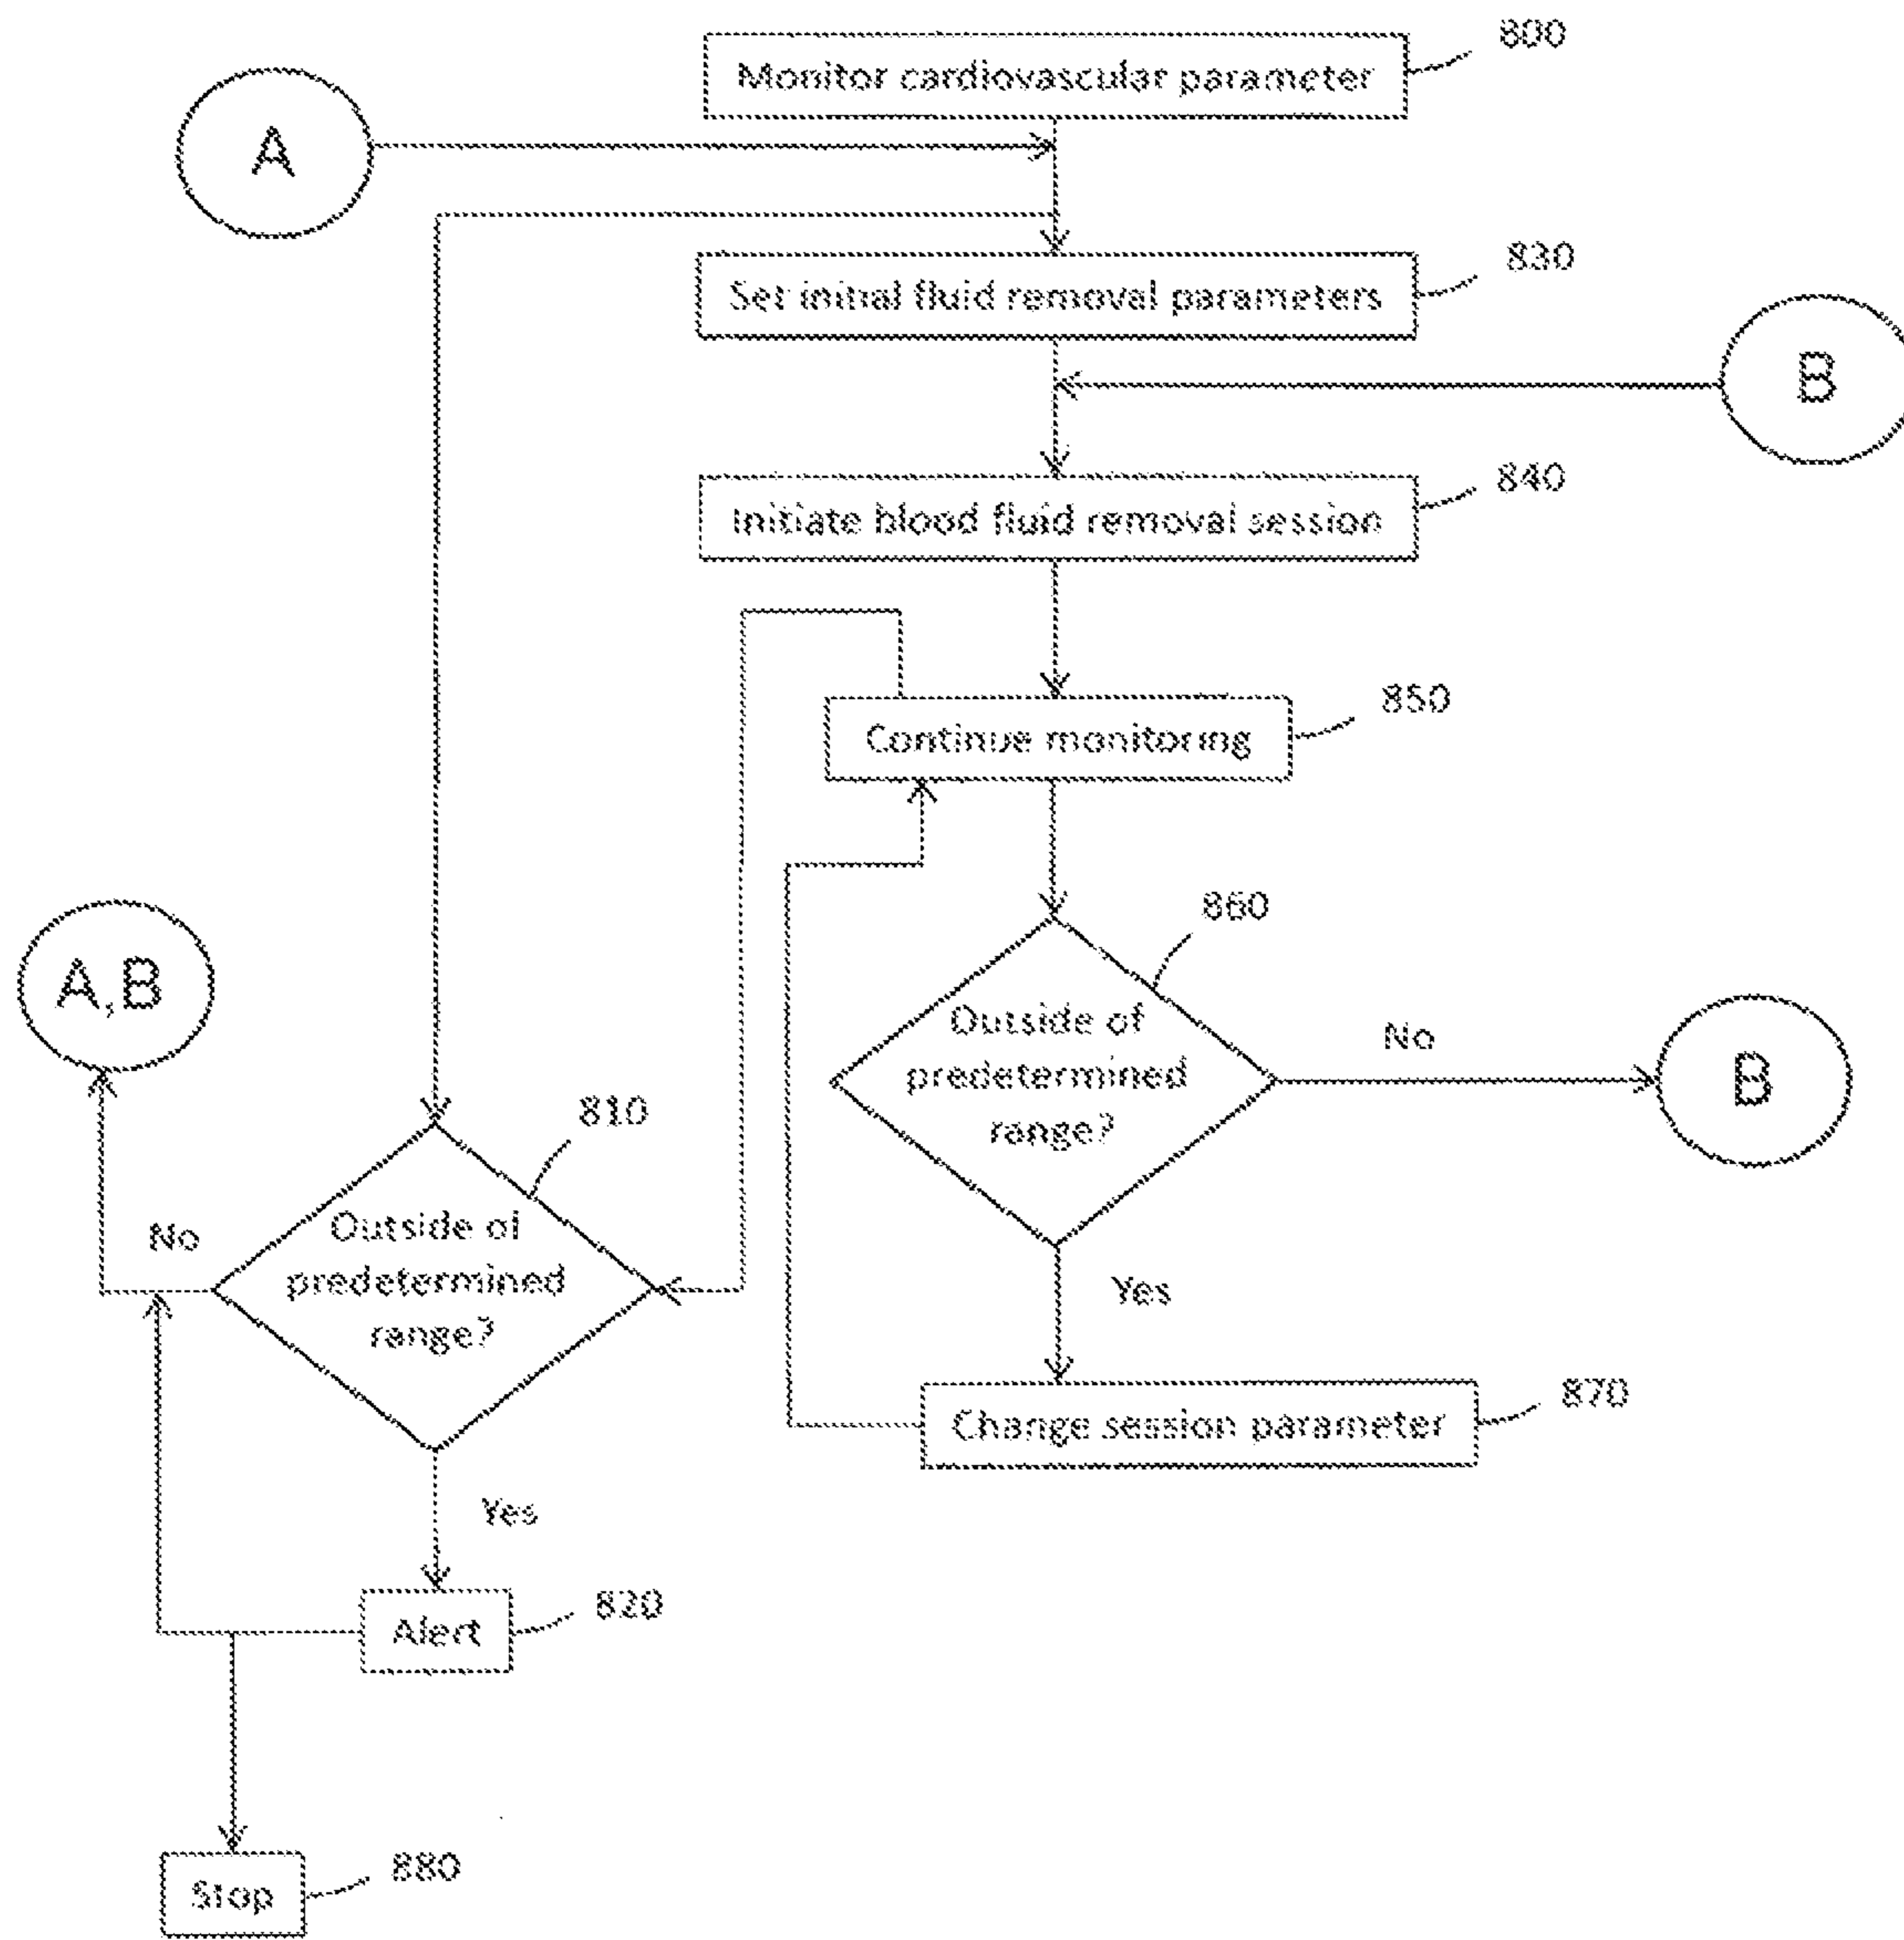 Monitor cardiovascular parameter
800
A
Set initial fluid removal parameters
830
B
Initiate blood fluid removal session
840
Continue monitoring
850
860
A,B
Outside of
predetermined
range?
No
B
810
Outside of
predetermined
range?
No
Yes
Change session parameter
870
Yes
Alert
820
Stop
880